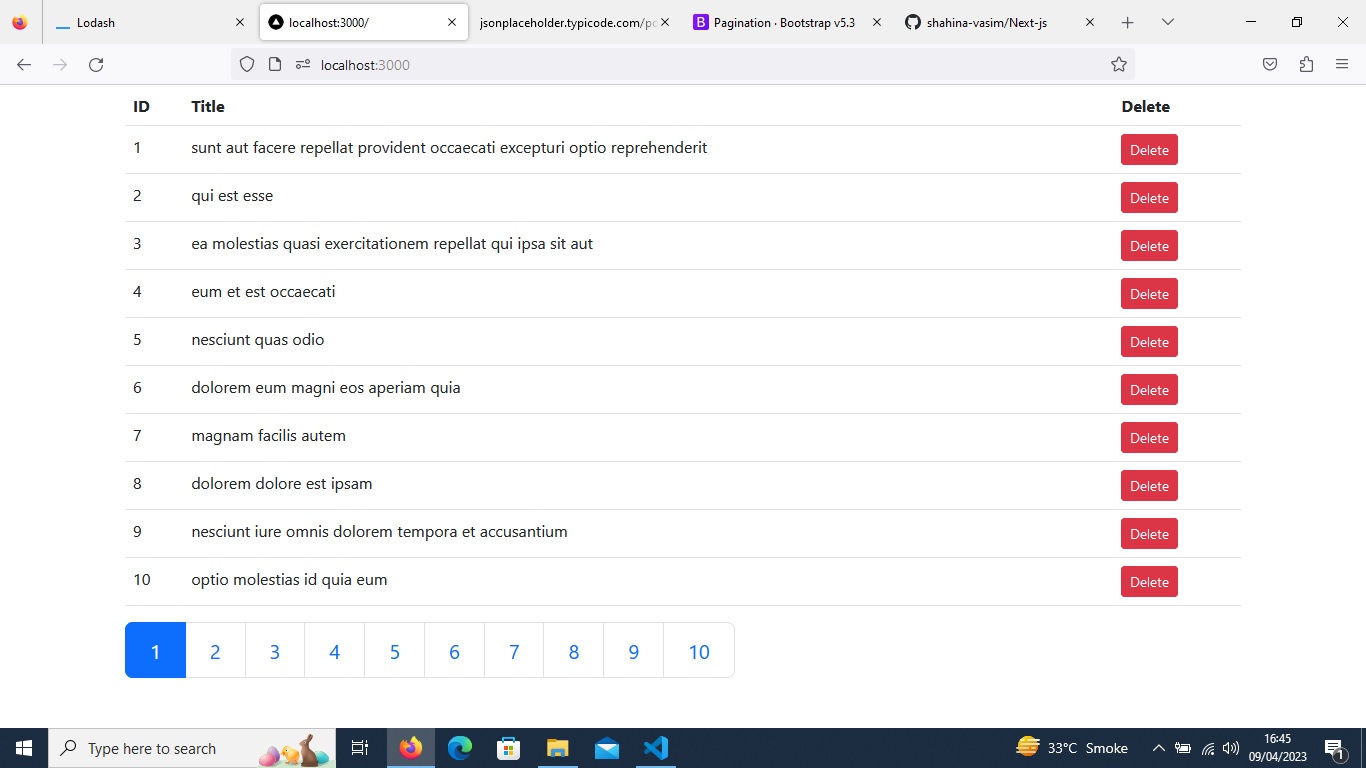 Lodash
localhost:3000/
jsonplaceholder.typicode.com/po
Pagination · Bootstrap v5.3
shahina-vasim/Next-js
localhost:3000
ID Title Delete
1 sunt aut facere repellat provident occaecati excepturi optio reprehenderit Delete
2 qui est esse Delete
3 ea molestias quasi exercitationem repellat qui ipsa sit aut Delete
4 eum et est occaecati Delete
5 nesciunt quas odio Delete
6 dolorem eum magni eos aperiam quia Delete
7 magnam facilis autem Delete
8 dolorem dolore est ipsam Delete
9 nesciunt iure omnis dolorem tempora et accusantium Delete
10 optio molestias id quia eum Delete
1 2 3 4 5 6 7 8 9 10
Type here to search
33°C Smoke
16:45
09/04/2023
1